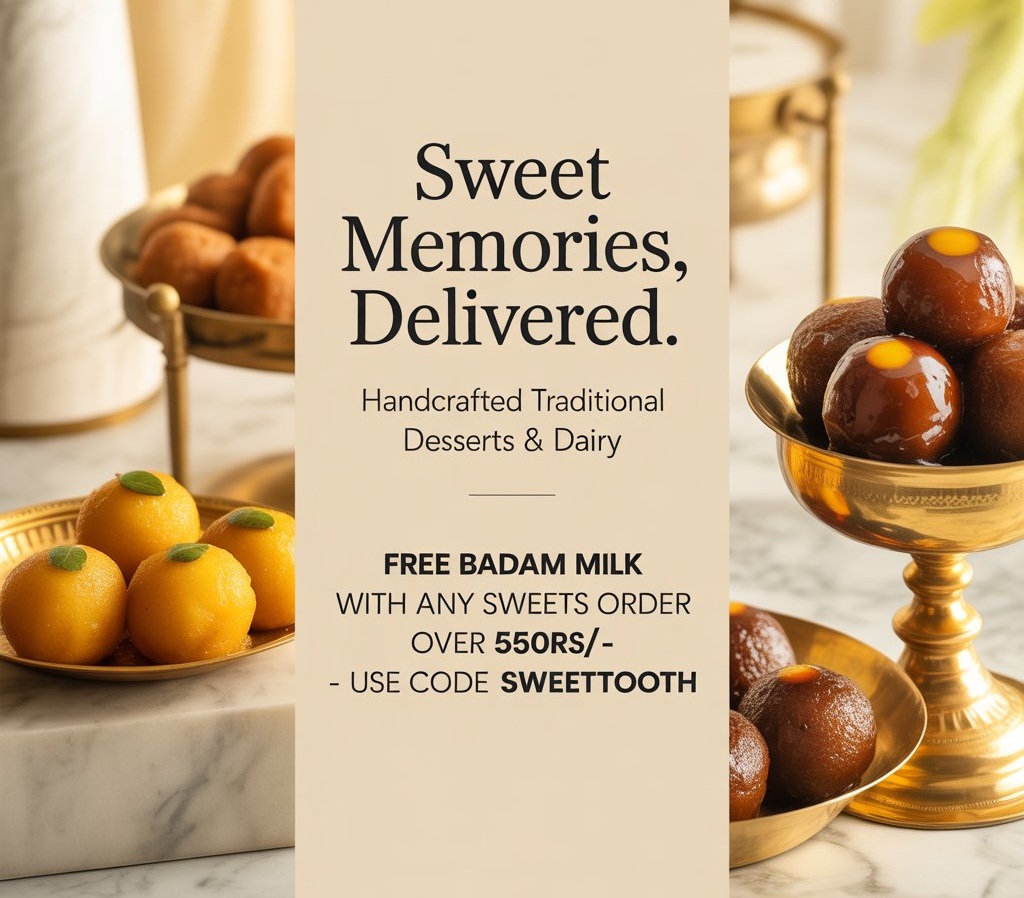 Sweet
Memories,
Delivered.
Handcrafted Traditional
Desserts & Dairy
FREE BADAM MILK
WITH ANY SWEETS ORDER
OVER 550RS/-
- USE CODE SWEETTOOTH